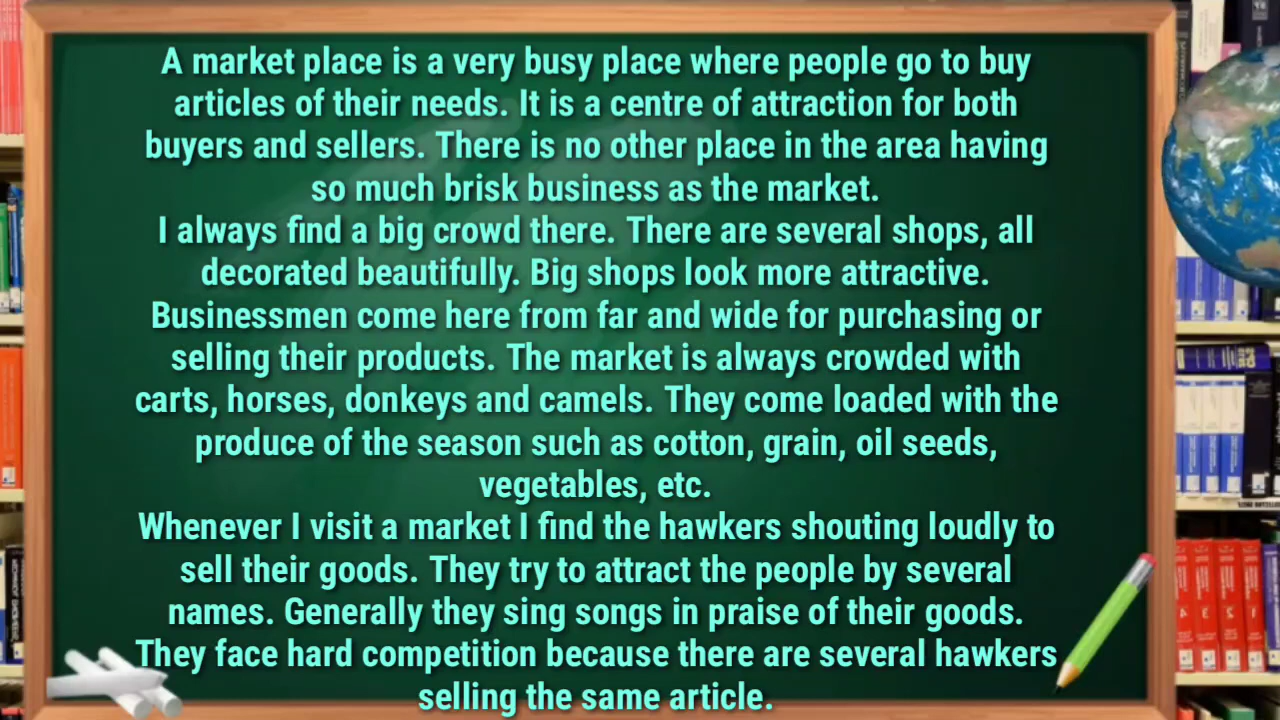 A market place is a very busy place where people go to buy
articles of their needs. It is a centre of attraction for both
buyers and sellers. There is no other place in the area having
so much brisk business as the market.
I always find a big crowd there. There are several shops, all
decorated beautifully. Big shops look more attractive.
Businessmen come here from far and wide for purchasing or
selling their products. The market is always crowded with
carts, horses, donkeys and camels. They come loaded with the
produce of the season such as cotton, grain, oil seeds,
vegetables, etc.
Whenever I visit a market I find the hawkers shouting loudly to
sell their goods. They try to attract the people by several
names. Generally they sing songs in praise of their goods.
They face hard competition because there are several hawkers
selling the same article.